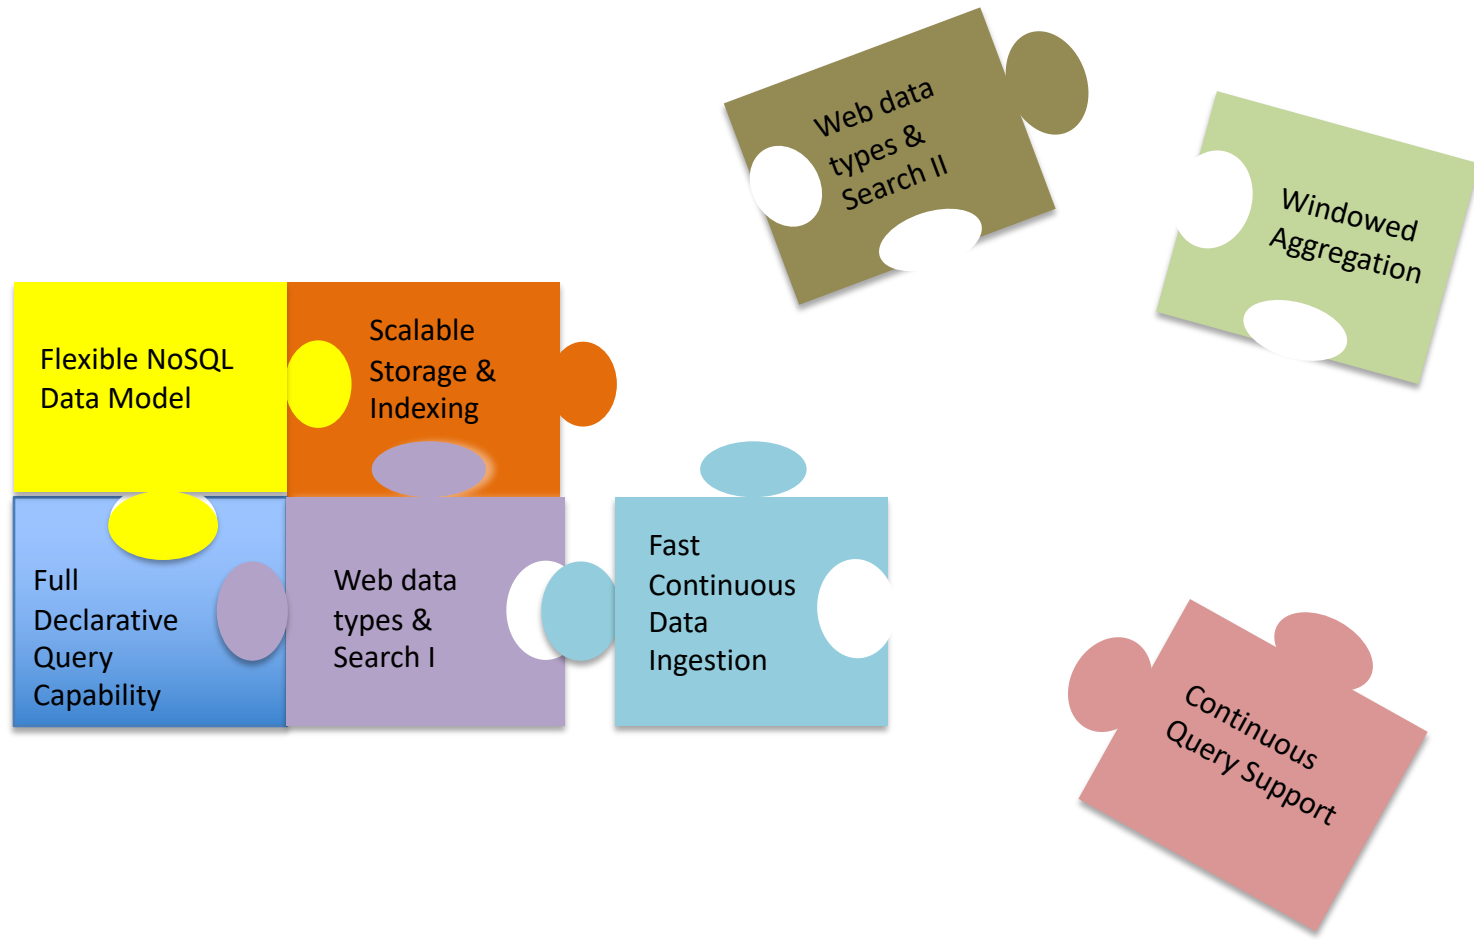 Web data
types &
Search II
Windowed
Aggregation
Flexible NoSQL
Data Model
Scalable
Storage &
Indexing
Full
Declarative
Query
Capability
Web data
types &
Search I
Fast
Continuous
Data
Ingestion
Continuous
Query Support